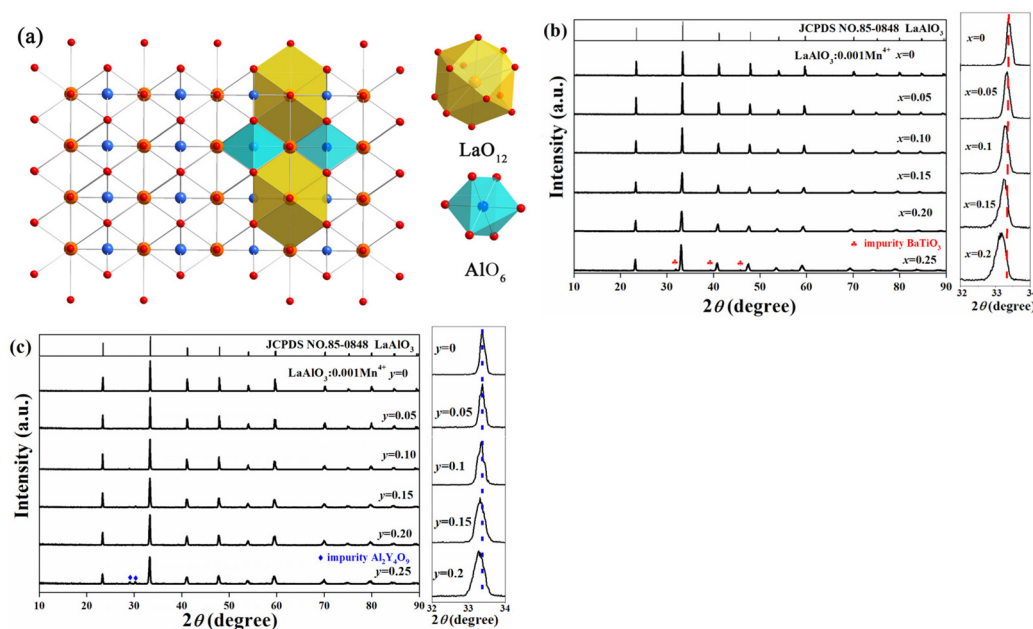 (a)
LaO₁₂
AlO₆
(b)
JCPDS NO.85-0848 LaAlO₃
LaAlO₃:0.001Mn⁴⁺ x=0
x=0.05
x=0.10
x=0.15
x=0.20
♣ impurity BaTiO₃
x=0.25
Intensity (a.u.)
10 20 30 40 50 60 70 80 90
2θ (degree)
x=0
x=0.05
x=0.1
x=0.15
x=0.2
32 33 34
2θ (degree)
(c)
JCPDS NO.85-0848 LaAlO₃
LaAlO₃:0.001Mn⁴⁺ y=0
y=0.05
y=0.10
y=0.15
y=0.20
♦ impurity Al₂Y₄O₉
y=0.25
Intensity (a.u.)
10 20 30 40 50 60 70 80 90
2θ (degree)
y=0
y=0.05
y=0.1
y=0.15
y=0.2
32 33 34
2θ (degree)